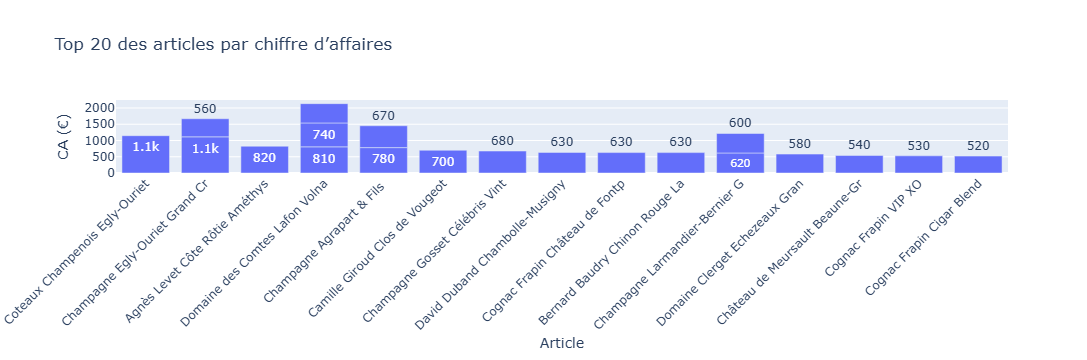 Top 20 des articles par chiffre d’affaires
CA (€)
2000
1500
1000
500
0
1.1k
560
1.1k
820
740
810
670
780
700
680
630
630
630
600
620
580
540
530
520
Coteaux Champenois Egly-Ouriet
Champagne Egly-Ouriet Grand Cr
Agnès Levet Côte Rôtie Améthys
Domaine des Comtes Lafon Volna
Champagne Agrapart & Fils
Camille Giroud Clos de Vougeot
Champagne Gosset Célébris Vint
David Duband Chambolle-Musigny
Cognac Frapin Château de Fontp
Bernard Baudry Chinon Rouge La
Champagne Larmandier-Bernier G
Domaine Clerget Echezeaux Gran
Château de Meursault Beaune-Gr
Cognac Frapin VIP XO
Cognac Frapin Cigar Blend
Article